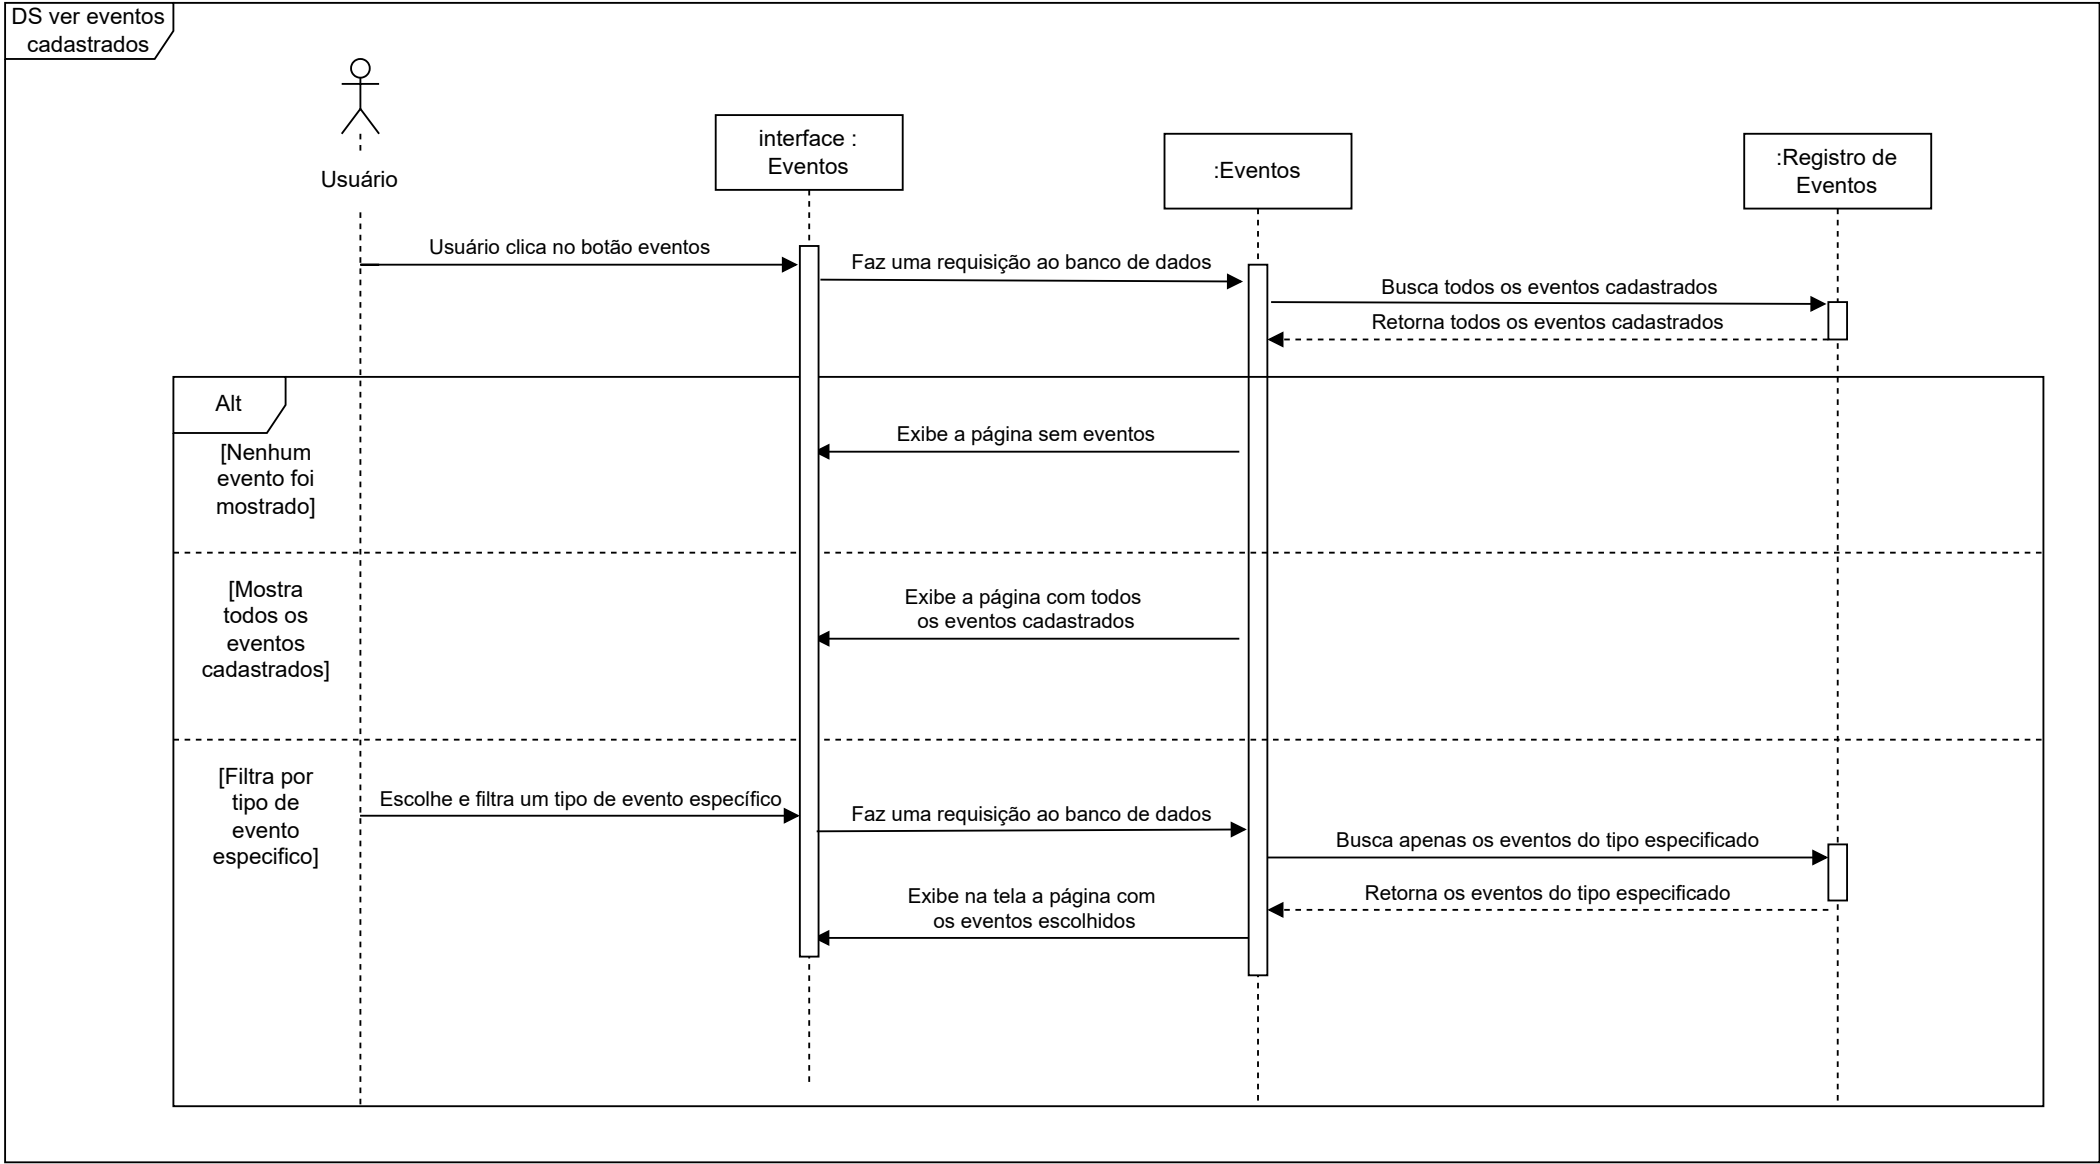 DS ver eventos
cadastrados
Usuário
interface :
Eventos
:Eventos
:Registro de
Eventos
Usuário clica no botão eventos
Faz uma requisição ao banco de dados
Busca todos os eventos cadastrados
Retorna todos os eventos cadastrados
Alt
[Nenhum
evento foi
mostrado]
Exibe a página sem eventos
[Mostra
todos os
eventos
cadastrados]
Exibe a página com todos
os eventos cadastrados
[Filtra por
tipo de
evento
especifico]
Escolhe e filtra um tipo de evento específico
Faz uma requisição ao banco de dados
Busca apenas os eventos do tipo especificado
Retorna os eventos do tipo especificado
Exibe na tela a página com
os eventos escolhidos